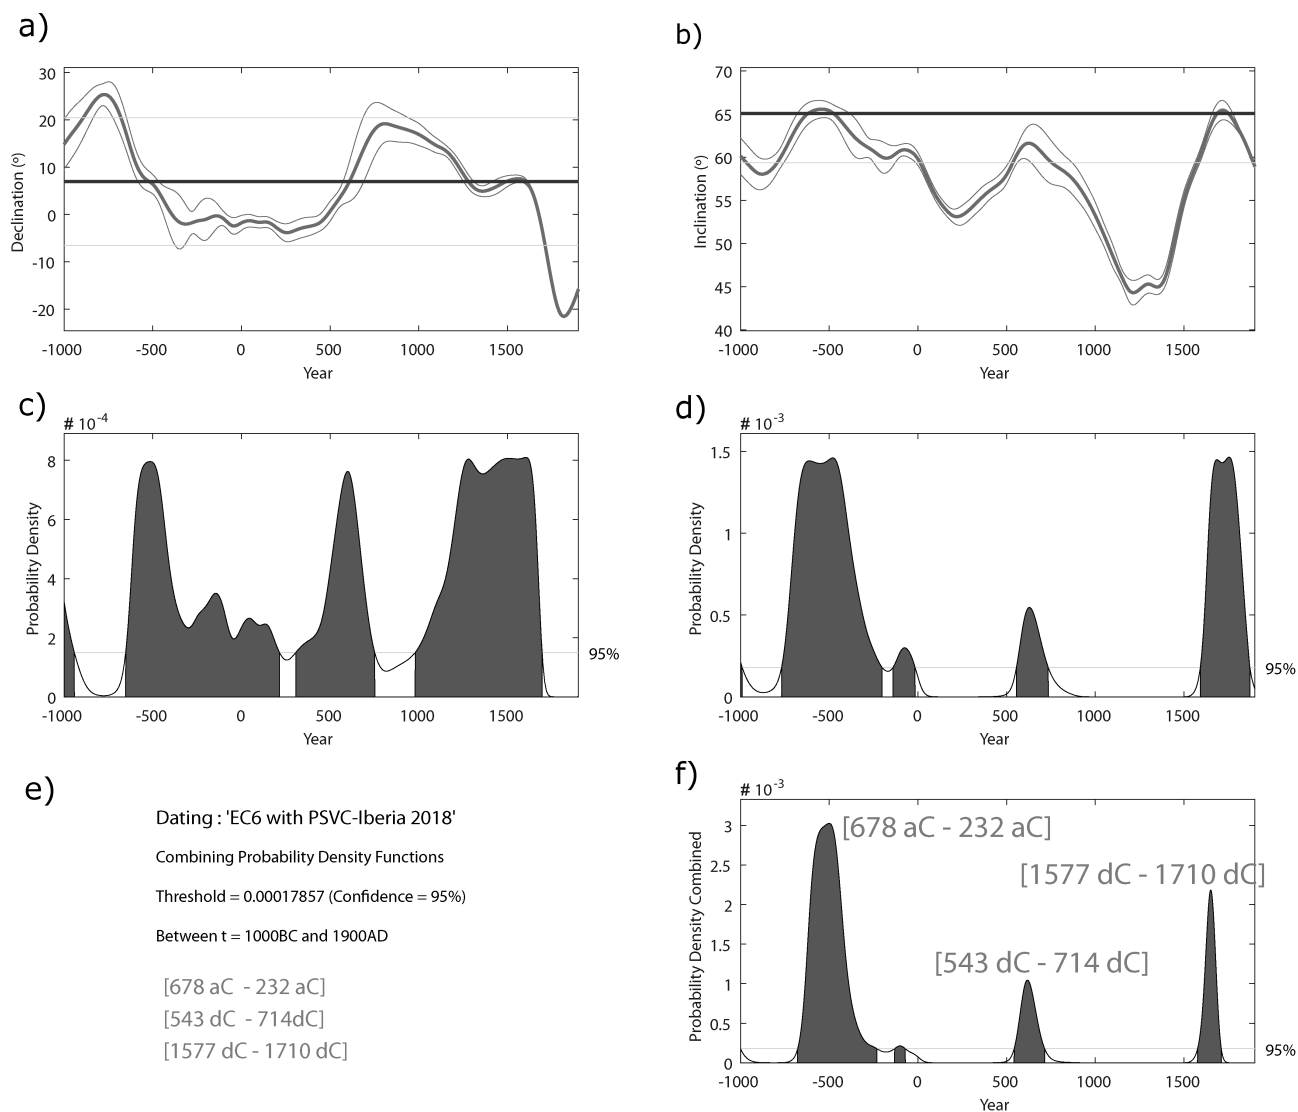 a)
b)
30
20
10
0
-10
-20
Declination (º)
-1000 -500 0 500 1000 1500
Year
70
65
60
55
50
45
40
Inclination (º)
-1000 -500 0 500 1000 1500
Year
c)
# 10-4
8
6
4
2
0
Probability Density
95%
-1000 -500 0 500 1000 1500
Year
d)
# 10-3
1.5
1
0.5
0
Probability Density
95%
-1000 -500 0 500 1000 1500
Year
e)
Dating : 'EC6 with PSVC-Iberia 2018'
Combining Probability Density Functions
Threshold = 0.00017857 (Confidence = 95%)
Between t = 1000BC and 1900AD
[678 aC - 232 aC]
[543 dC - 714dC]
[1577 dC - 1710 dC]
f)
# 10-3
3
2.5
2
1.5
1
0.5
0
Probability Density Combined
[678 aC - 232 aC]
[1577 dC - 1710 dC]
[543 dC - 714 dC]
95%
-1000 -500 0 500 1000 1500
Year